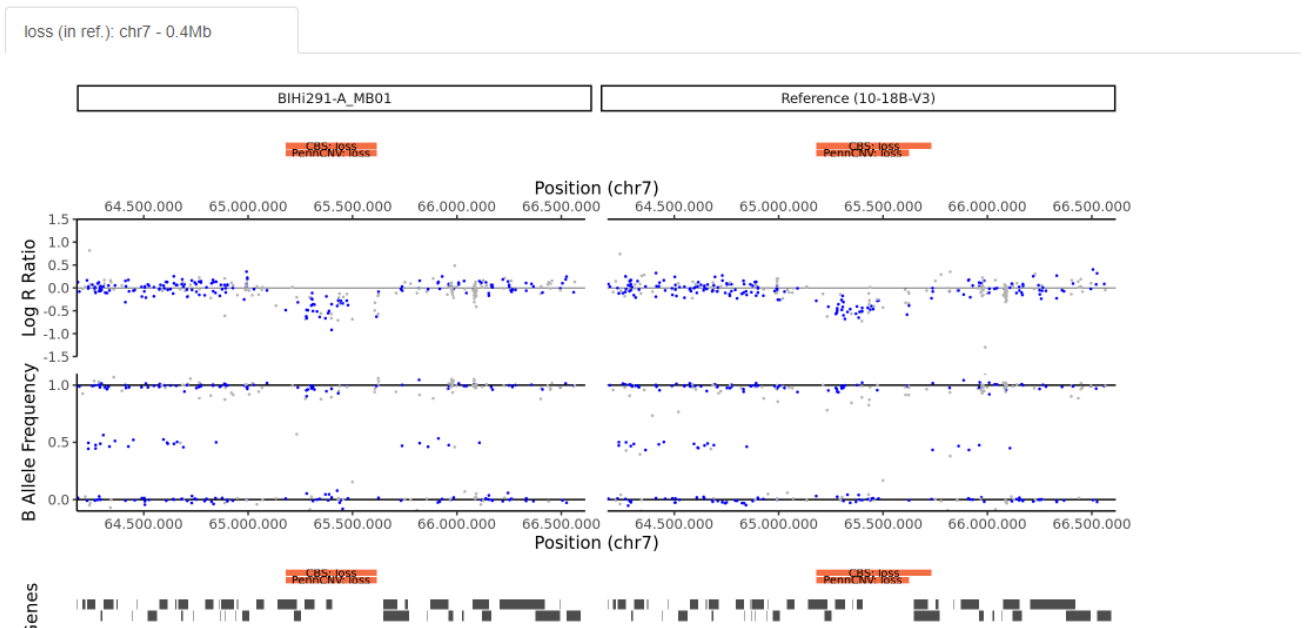 loss (in ref.): chr7 - 0.4Mb
BIHi291-A_MB01
Reference (10-18B-V3)
CBS: loss
PennCNV: loss
CBS: loss
PennCNV: loss
Position (chr7)
64.500.000 65.000.000 65.500.000 66.000.000 66.500.000
64.500.000 65.000.000 65.500.000 66.000.000 66.500.000
Log R Ratio
1.5
1.0
0.5
0.0
-0.5
-1.0
-1.5
B Allele Frequency
1.0
0.5
0.0
64.500.000 65.000.000 65.500.000 66.000.000 66.500.000
64.500.000 65.000.000 65.500.000 66.000.000 66.500.000
Position (chr7)
CBS: loss
PennCNV: loss
CBS: loss
PennCNV: loss
Genes